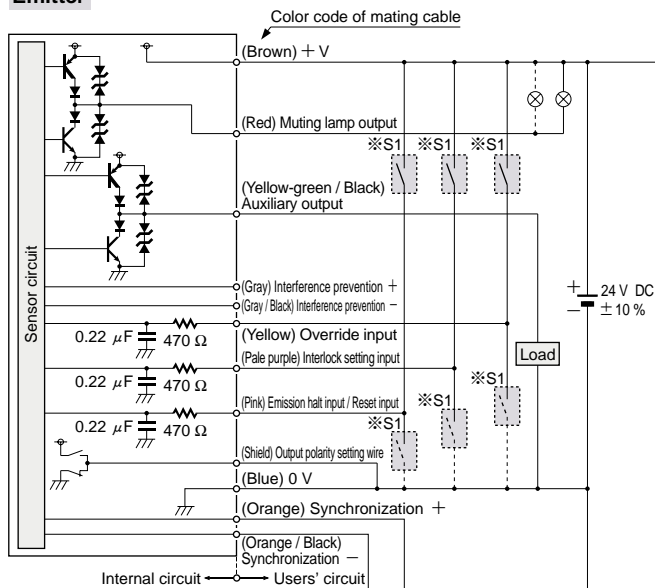 Emitter
Color code of mating cable
(Brown) + V
(Red) Muting lamp output
※S1 ※S1 ※S1
(Yellow-green / Black)
Auxiliary output
Sensor circuit
(Gray) Interference prevention +
(Gray / Black) Interference prevention −
+
−
24 V DC
± 10 %
0.22 μF
470 Ω
(Yellow) Override input
Load
(Pale purple) Interlock setting input
0.22 μF
470 Ω
※S1
(Pink) Emission halt input / Reset input
※S1
0.22 μF
470 Ω
※S1
(Shield) Output polarity setting wire
(Blue) 0 V
(Orange) Synchronization +
(Orange / Black)
Synchronization −
Internal circuit
Users' circuit